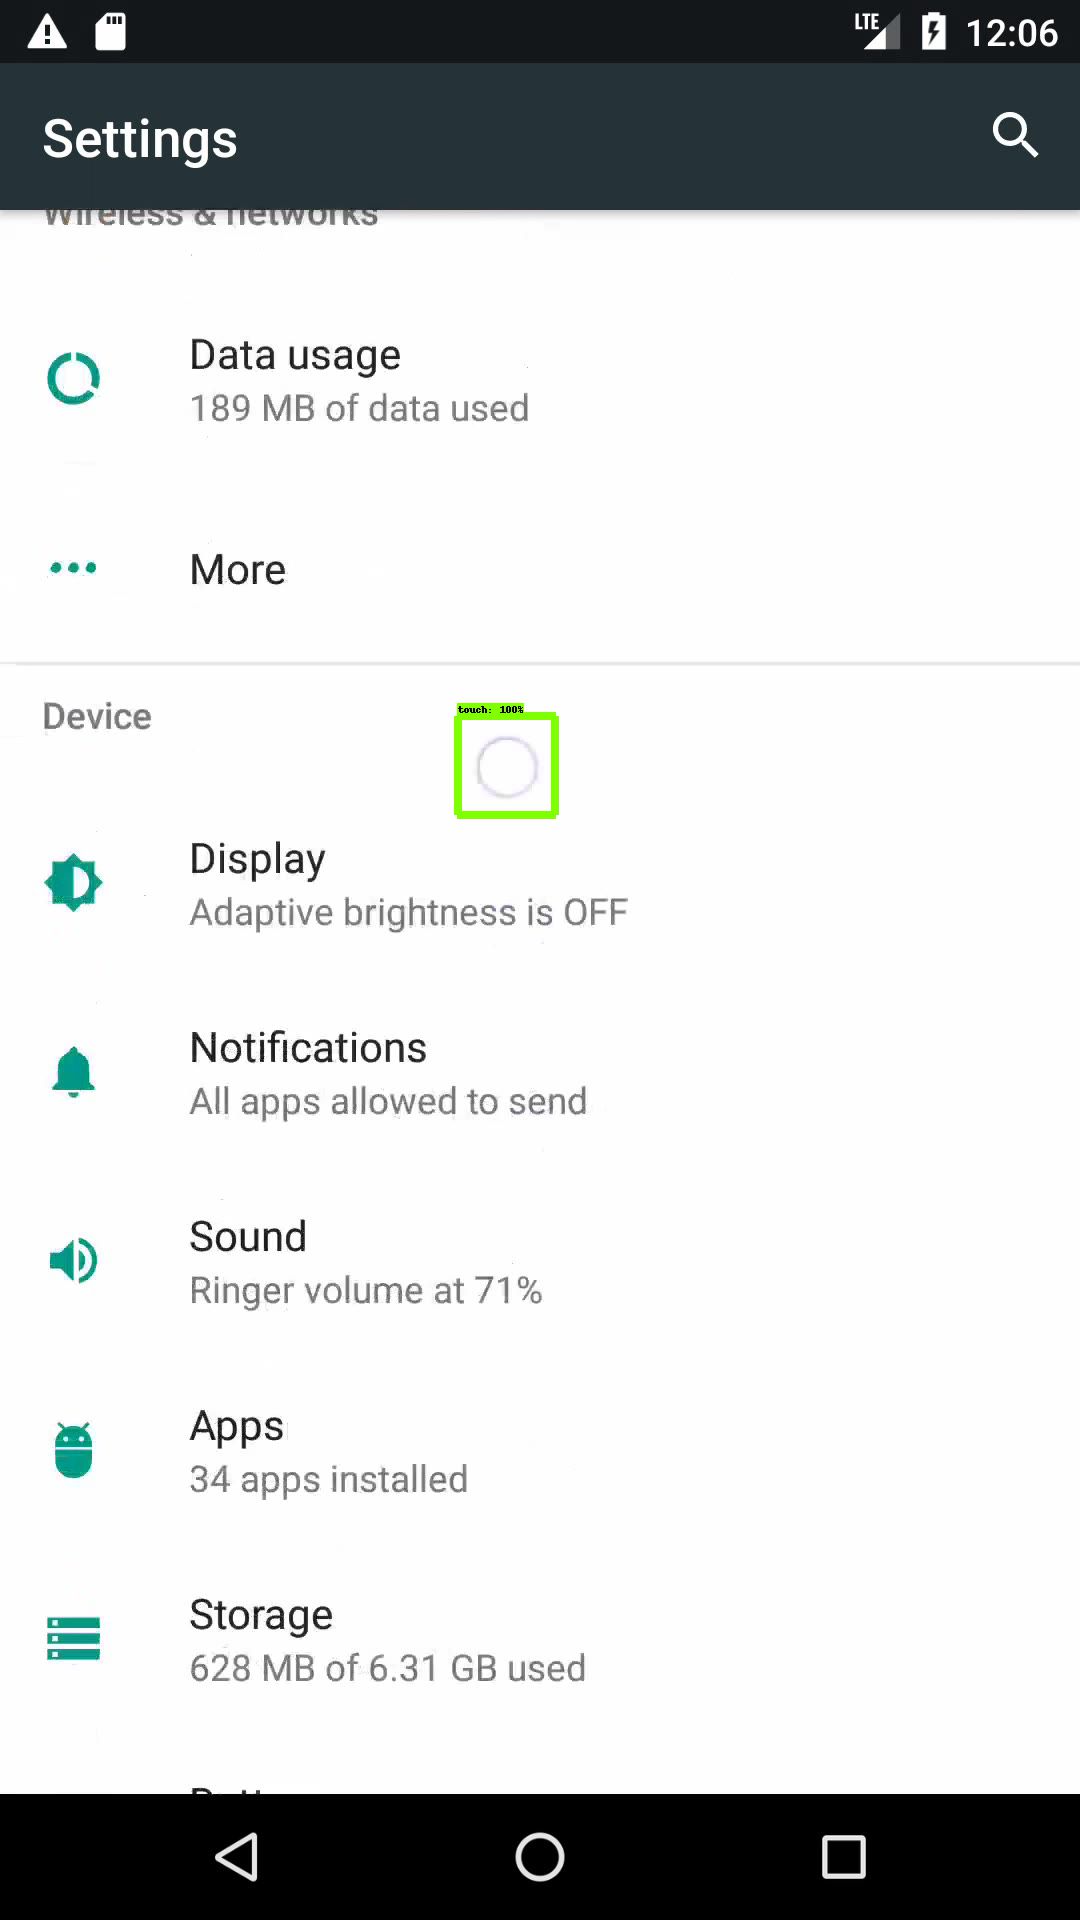 LTE 12:06
Settings
Wireless & networks
Data usage
189 MB of data used
More
touch: 100%
Device
Display
Adaptive brightness is OFF
Notifications
All apps allowed to send
Sound
Ringer volume at 71%
Apps
34 apps installed
Storage
628 MB of 6.31 GB used